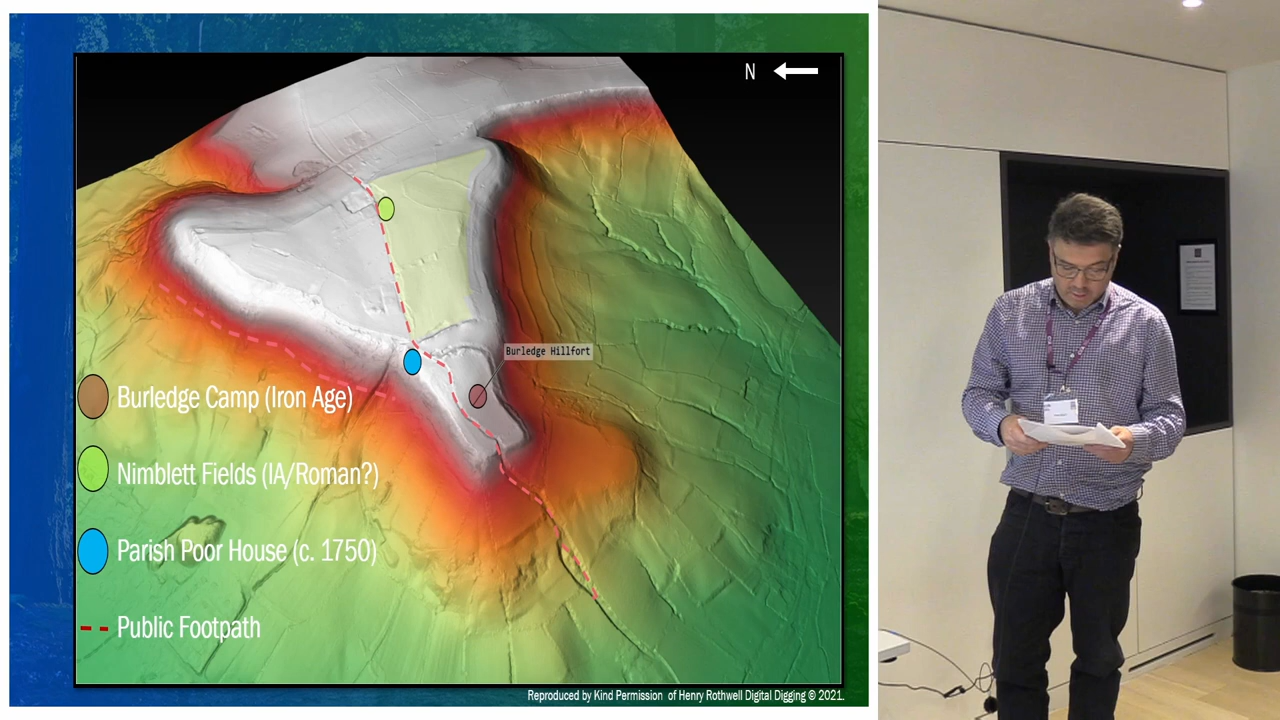 N
Burledge Hillfort
Burledge Camp (Iron Age)
Nimblett Fields (IA/Roman?)
Parish Poor House (c. 1750)
Public Footpath
Reproduced by Kind Permission of Henry Rothwell Digital Digging © 2021.